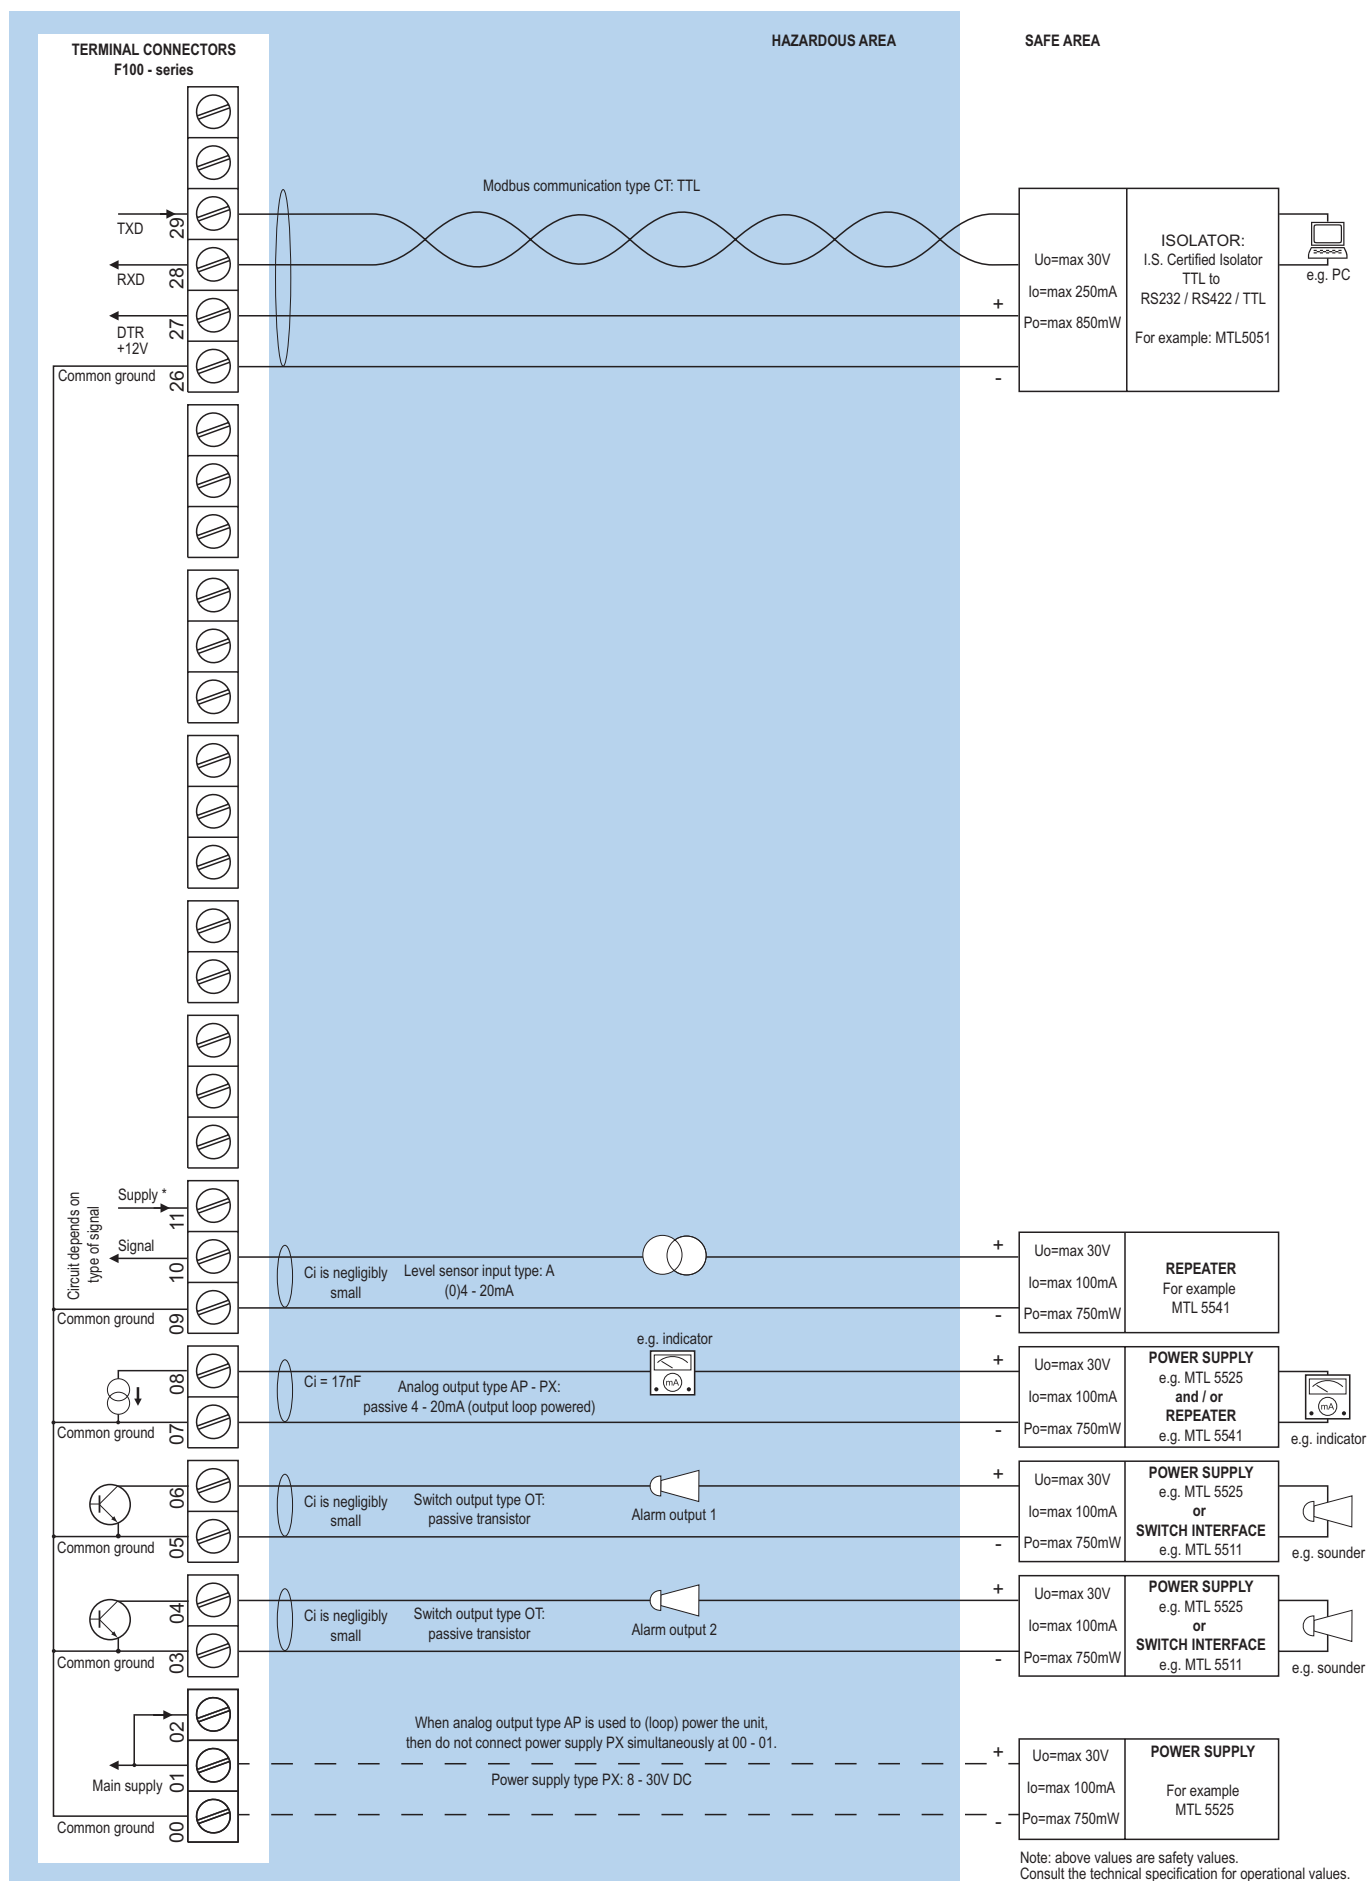 TERMINAL CONNECTORS
F100 - series
HAZARDOUS AREA
SAFE AREA
Modbus communication type CT: TTL
TXD
29
RXD
28
DTR
+12V
27
Common ground
26
+
-
Uo=max 30V
Io=max 250mA
Po=max 850mW
ISOLATOR:
I.S. Certified Isolator
TTL to
RS232 / RS422 / TTL
For example: MTL5051
e.g. PC
Circuit depends on
type of signal
Supply *
11
Signal
10
Common ground
09
Ci is negligibly
small
Level sensor input type: A
(0)4 - 20mA
+
-
Uo=max 30V
Io=max 100mA
Po=max 750mW
REPEATER
For example
MTL 5541
08
Common ground
07
Ci = 17nF
Analog output type AP - PX:
passive 4 - 20mA (output loop powered)
e.g. indicator
mA
+
-
Uo=max 30V
Io=max 100mA
Po=max 750mW
POWER SUPPLY
e.g. MTL 5525
and / or
REPEATER
e.g. MTL 5541
mA
e.g. indicator
06
Common ground
05
Ci is negligibly
small
Switch output type OT:
passive transistor
Alarm output 1
+
-
Uo=max 30V
Io=max 100mA
Po=max 750mW
POWER SUPPLY
e.g. MTL 5525
or
SWITCH INTERFACE
e.g. MTL 5511
e.g. sounder
04
Common ground
03
Ci is negligibly
small
Switch output type OT:
passive transistor
Alarm output 2
+
-
Uo=max 30V
Io=max 100mA
Po=max 750mW
POWER SUPPLY
e.g. MTL 5525
or
SWITCH INTERFACE
e.g. MTL 5511
e.g. sounder
02
Main supply
01
Common ground
00
When analog output type AP is used to (loop) power the unit,
then do not connect power supply PX simultaneously at 00 - 01.
Power supply type PX: 8 - 30V DC
+
-
Uo=max 30V
Io=max 100mA
Po=max 750mW
POWER SUPPLY
For example
MTL 5525
Note: above values are safety values.
Consult the technical specification for operational values.